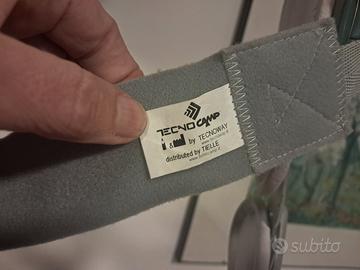 TECNO CAMP
& by TECNOWAY
distributed by TIELLE
subito